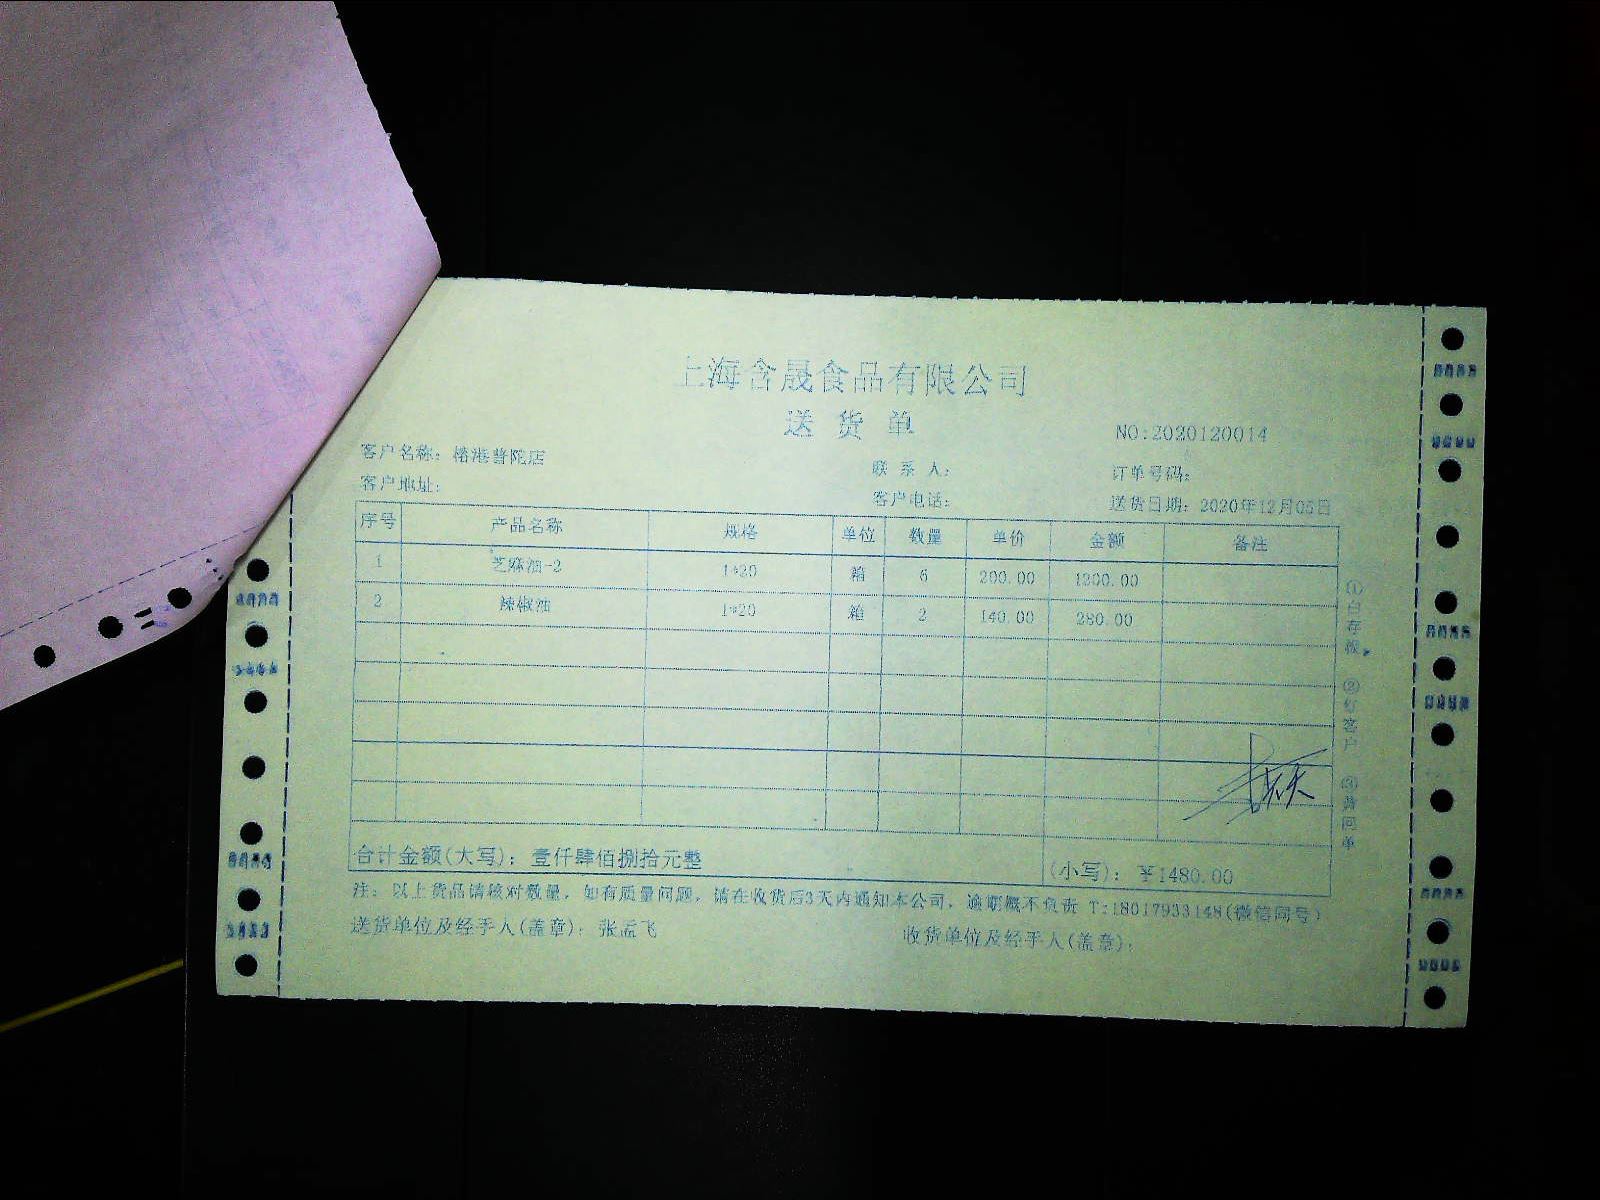 上海含晟食品有限公司
送货单
NO:2020120014
客户名称：榕港普陀店
联系人：
订单号码：
客户地址：
客户电话：
送货日期：2020年12月05日
序号 产品名称 规格 单位 数量 单价 金额 备注
1 芝麻油-2 1*20 箱 6 200.00 1200.00
2 辣椒油 1*20 箱 2 140.00 280.00
合计金额(大写)：壹仟肆佰捌拾元整 (小写)：￥1480.00
注：以上货品请核对数量，如有质量问题，请在收货后3天内通知本公司，逾期概不负责 T:18017933148(微信同号)
送货单位及经手人(盖章)：张孟飞
收货单位及经手人(盖章)：
①白存根 ②红客户 ③黄回单